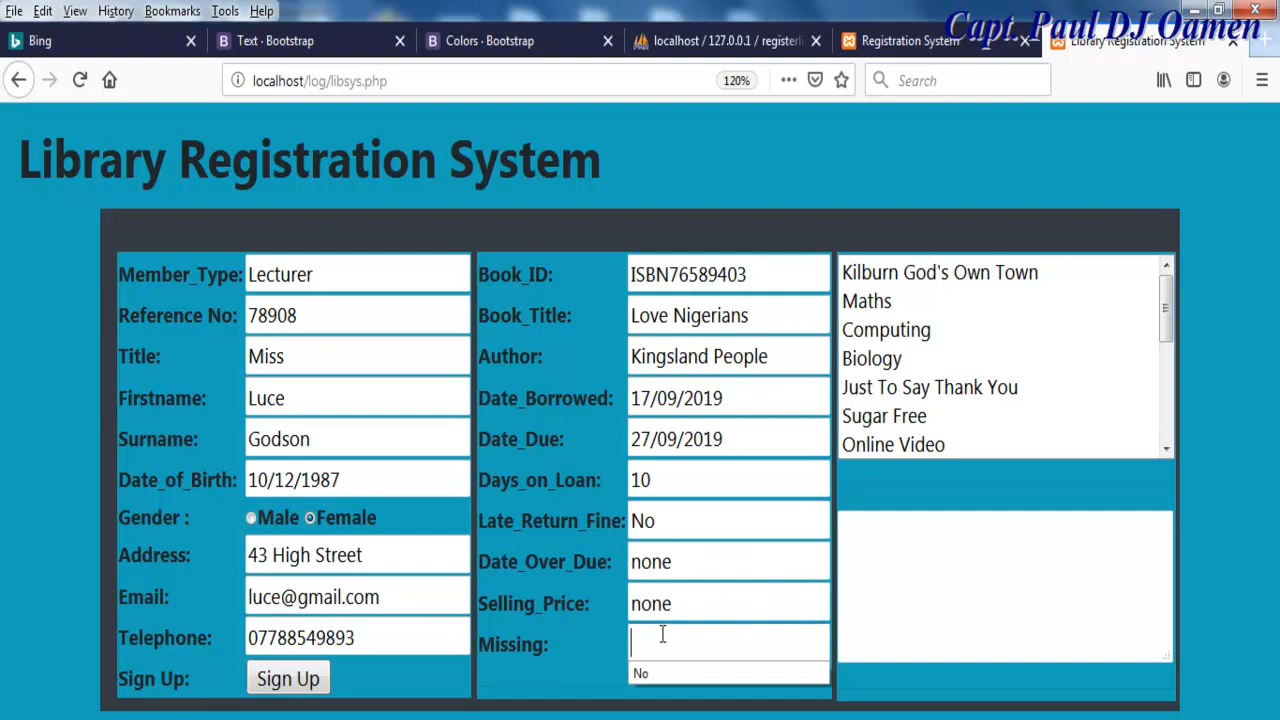 File Edit View History Bookmarks Tools Help
Capt. Paul DJ Oamen
Bing
Text · Bootstrap
Colors · Bootstrap
localhost / 127.0.0.1 / registerli
Registration System
Library Registration System
localhost/log/libsys.php
120%
Search
Library Registration System
Member_Type: Lecturer
Reference No: 78908
Title: Miss
Firstname: Luce
Surname: Godson
Date_of_Birth: 10/12/1987
Gender : Male Female
Address: 43 High Street
Email: luce@gmail.com
Telephone: 07788549893
Sign Up: Sign Up
Book_ID: ISBN76589403
Book_Title: Love Nigerians
Author: Kingsland People
Date_Borrowed: 17/09/2019
Date_Due: 27/09/2019
Days_on_Loan: 10
Late_Return_Fine: No
Date_Over_Due: none
Selling_Price: none
Missing:
No
Kilburn God's Own Town
Maths
Computing
Biology
Just To Say Thank You
Sugar Free
Online Video